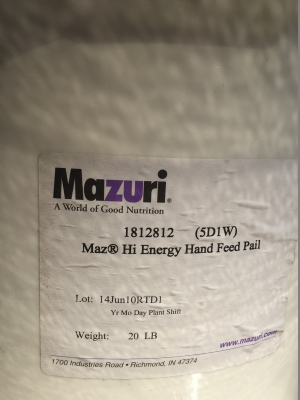 Mazuri®
A World of Good Nutrition
1812812 (5D1W)
Maz® Hi Energy Hand Feed Pail
Lot: 14Jun10RTD1
Yr Mo Day Plant Shift
Weight: 20 LB
www.mazuri.com
1700 Industries Road • Richmond, IN 47374